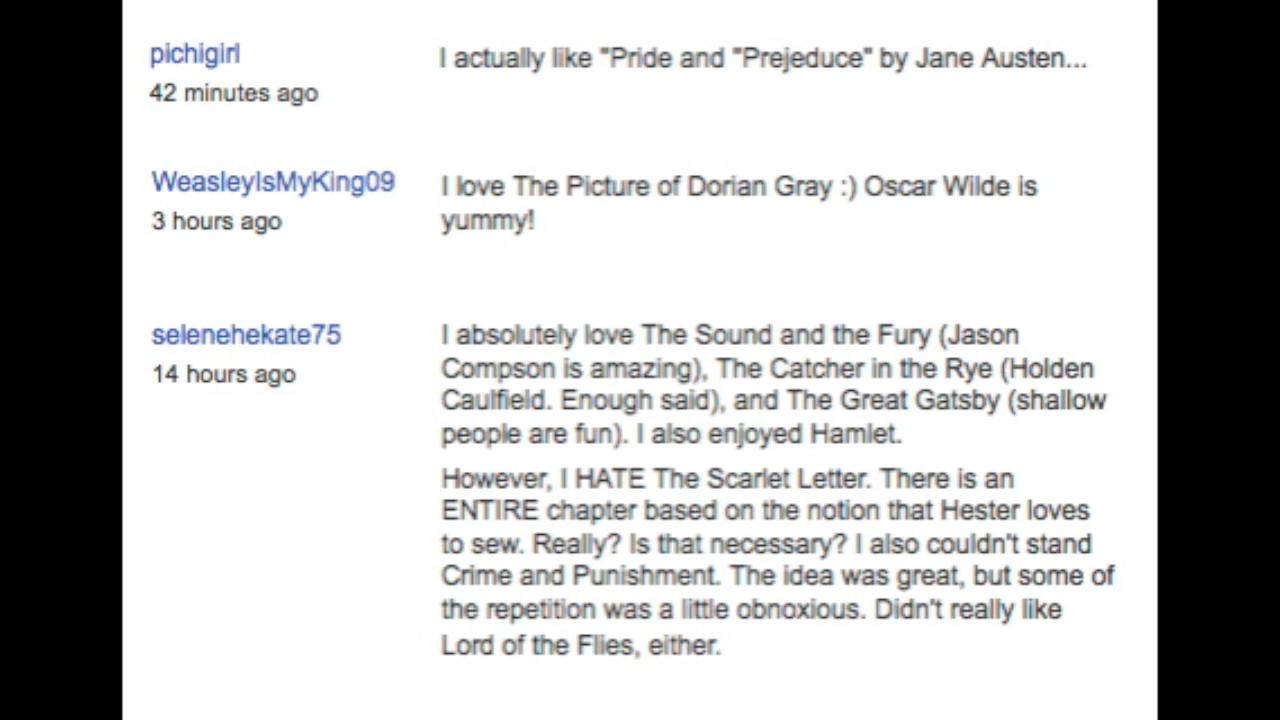 pichigirl
42 minutes ago
I actually like "Pride and "Prejeduce" by Jane Austen...
WeasleyIsMyKing09
3 hours ago
I love The Picture of Dorian Gray :) Oscar Wilde is
yummy!
selenehekate75
14 hours ago
I absolutely love The Sound and the Fury (Jason
Compson is amazing), The Catcher in the Rye (Holden
Caulfield. Enough said), and The Great Gatsby (shallow
people are fun). I also enjoyed Hamlet.
However, I HATE The Scarlet Letter. There is an
ENTIRE chapter based on the notion that Hester loves
to sew. Really? Is that necessary? I also couldn't stand
Crime and Punishment. The idea was great, but some of
the repetition was a little obnoxious. Didn't really like
Lord of the Flies, either.